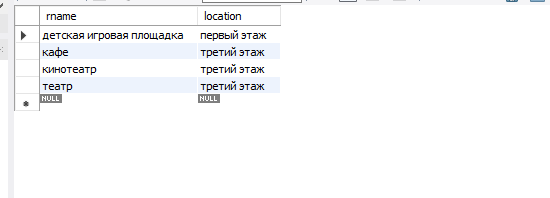 rname location
детская игровая площадка первый этаж
кафе третий этаж
кинотеатр третий этаж
театр третий этаж
NULL NULL